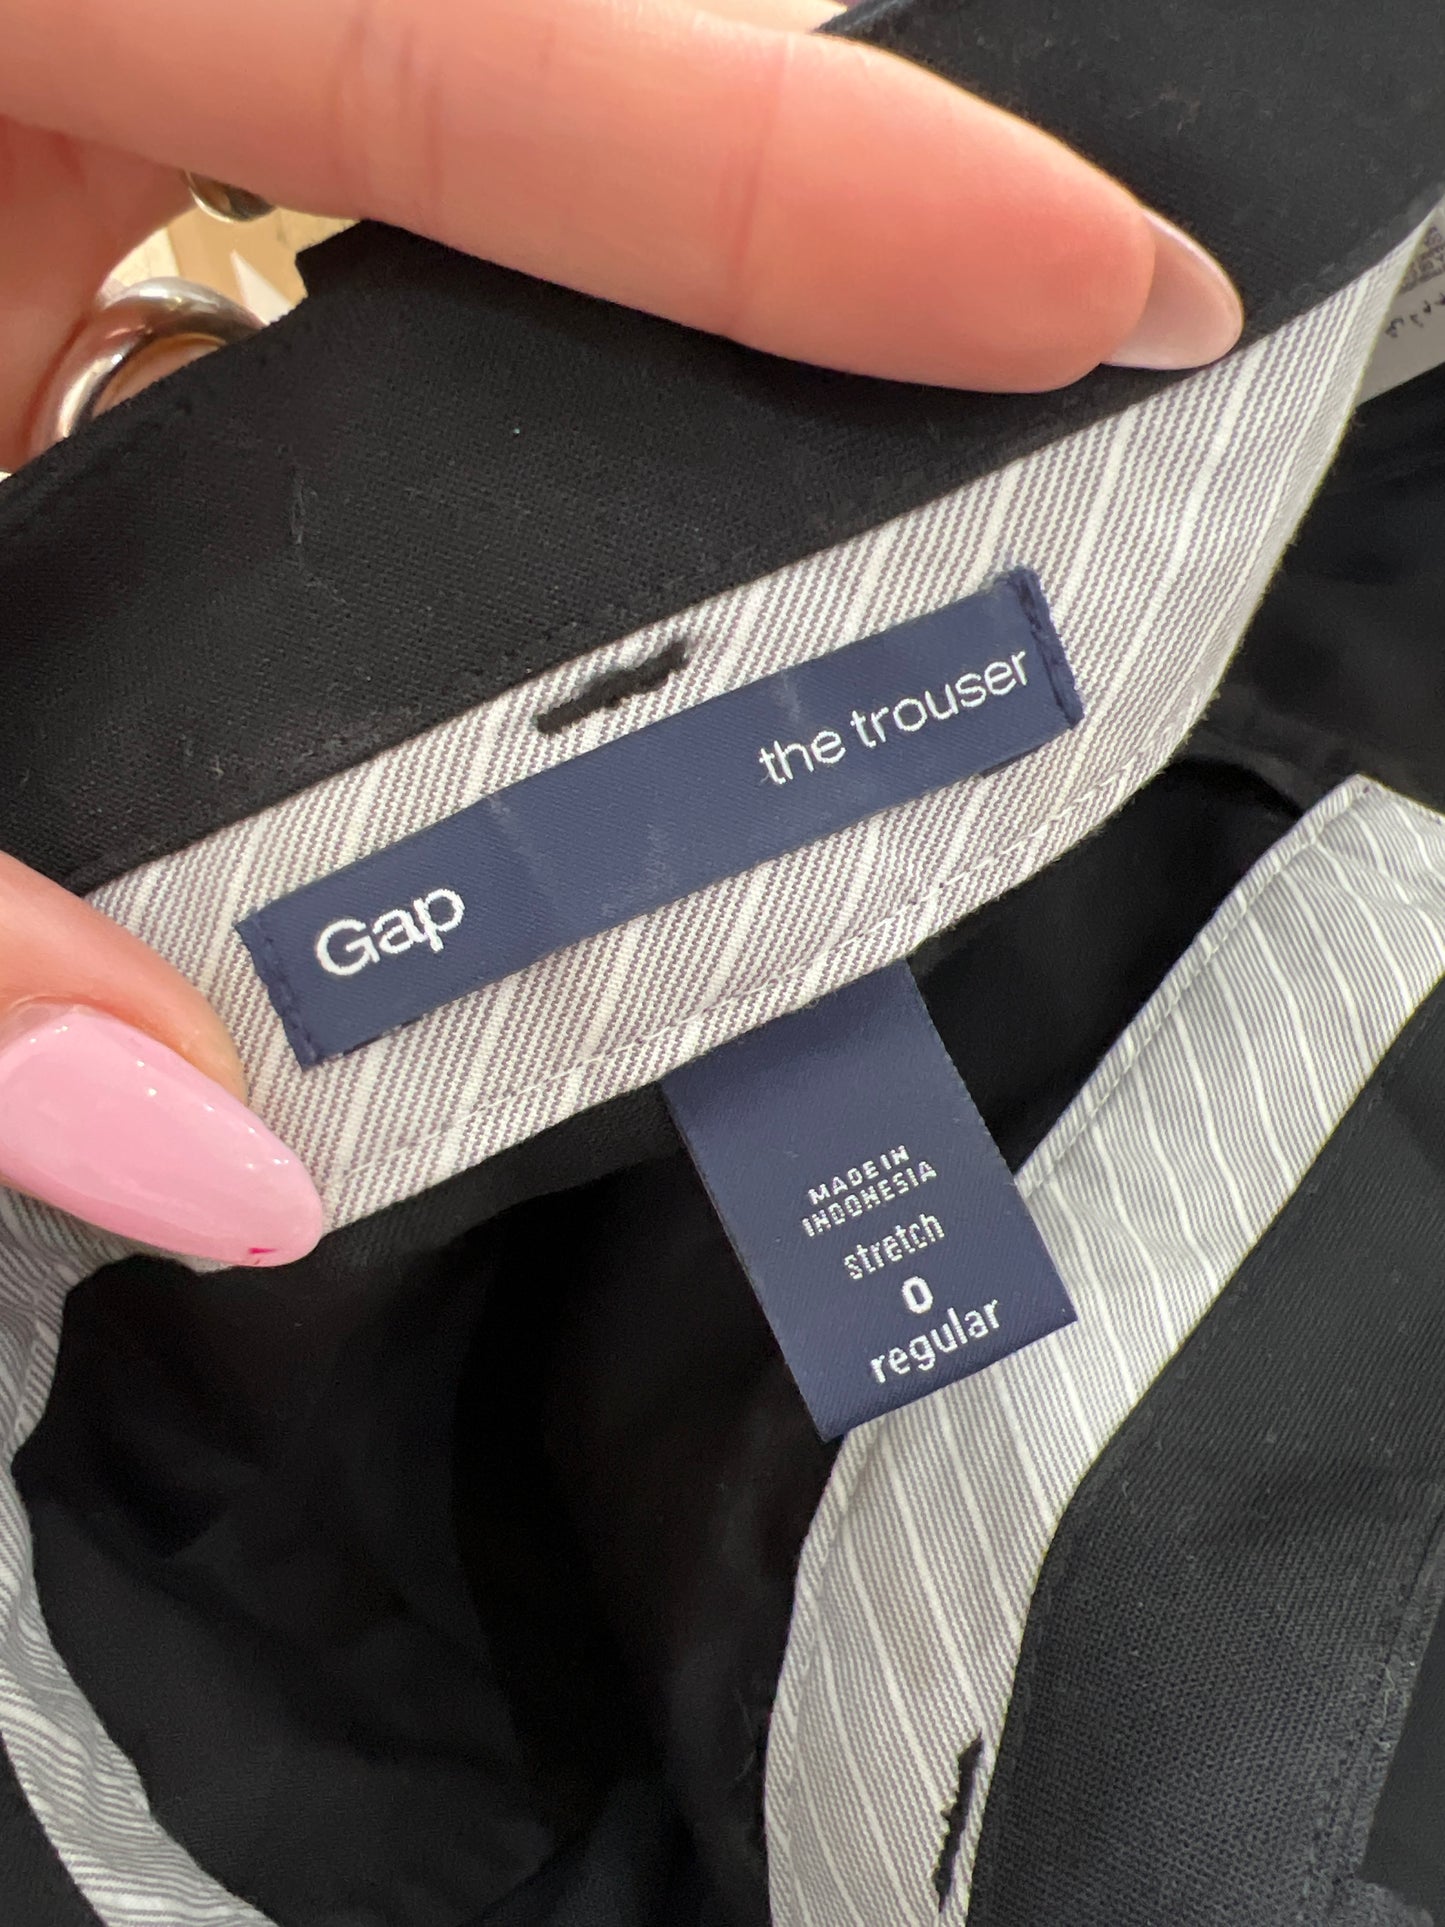 Gap the trouser
MADE IN
INDONESIA
stretch
0
regular